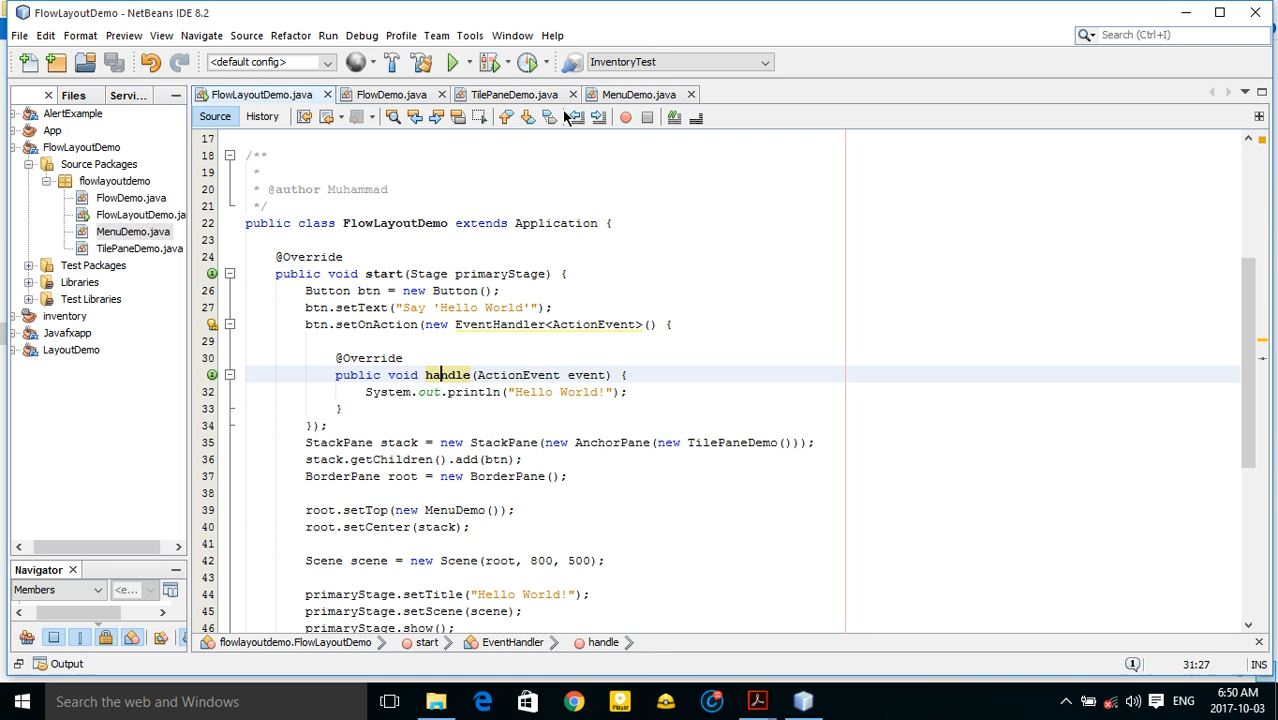 FlowLayoutDemo - NetBeans IDE 8.2
File Edit Format Preview View Navigate Source Refactor Run Debug Profile Team Tools Window Help
Search (Ctrl+I)
<default config>
InventoryTest
Files Servi...
FlowLayoutDemo.java FlowDemo.java TilePaneDemo.java MenuDemo.java
Source History
AlertExample
App
FlowLayoutDemo
Source Packages
flowlayoutdemo
FlowDemo.java
FlowLayoutDemo.ja
MenuDemo.java
TilePaneDemo.java
Test Packages
Libraries
Test Libraries
inventory
Javafxapp
LayoutDemo
Navigator
Members
<e...
17
18 /**
19 *
20 * @author Muhammad
21 */
22 public class FlowLayoutDemo extends Application {
23
24 @Override
public void start(Stage primaryStage) {
26 Button btn = new Button();
27 btn.setText("Say 'Hello World'");
btn.setOnAction(new EventHandler<ActionEvent>() {
29
30 @Override
public void handle(ActionEvent event) {
32 System.out.println("Hello World!");
33 }
34 });
35 StackPane stack = new StackPane(new AnchorPane(new TilePaneDemo()));
36 stack.getChildren().add(btn);
37 BorderPane root = new BorderPane();
38
39 root.setTop(new MenuDemo());
40 root.setCenter(stack);
41
42 Scene scene = new Scene(root, 800, 500);
43
44 primaryStage.setTitle("Hello World!");
45 primaryStage.setScene(scene);
46 primaryStage.show();
flowlayoutdemo.FlowLayoutDemo start EventHandler handle
Output
1
31:27 INS
Search the web and Windows
Player
ENG
6:50 AM
2017-10-03